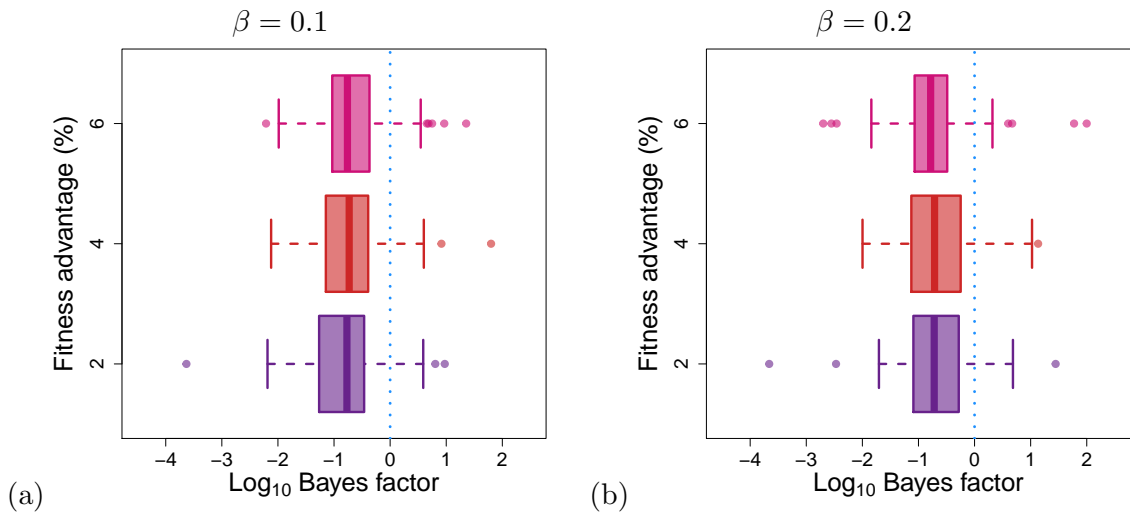 β = 0.1
Fitness advantage (%)
6
4
2
−4 −3 −2 −1 0 1 2
Log₁₀ Bayes factor
(a)
β = 0.2
Fitness advantage (%)
6
4
2
−4 −3 −2 −1 0 1 2
Log₁₀ Bayes factor
(b)